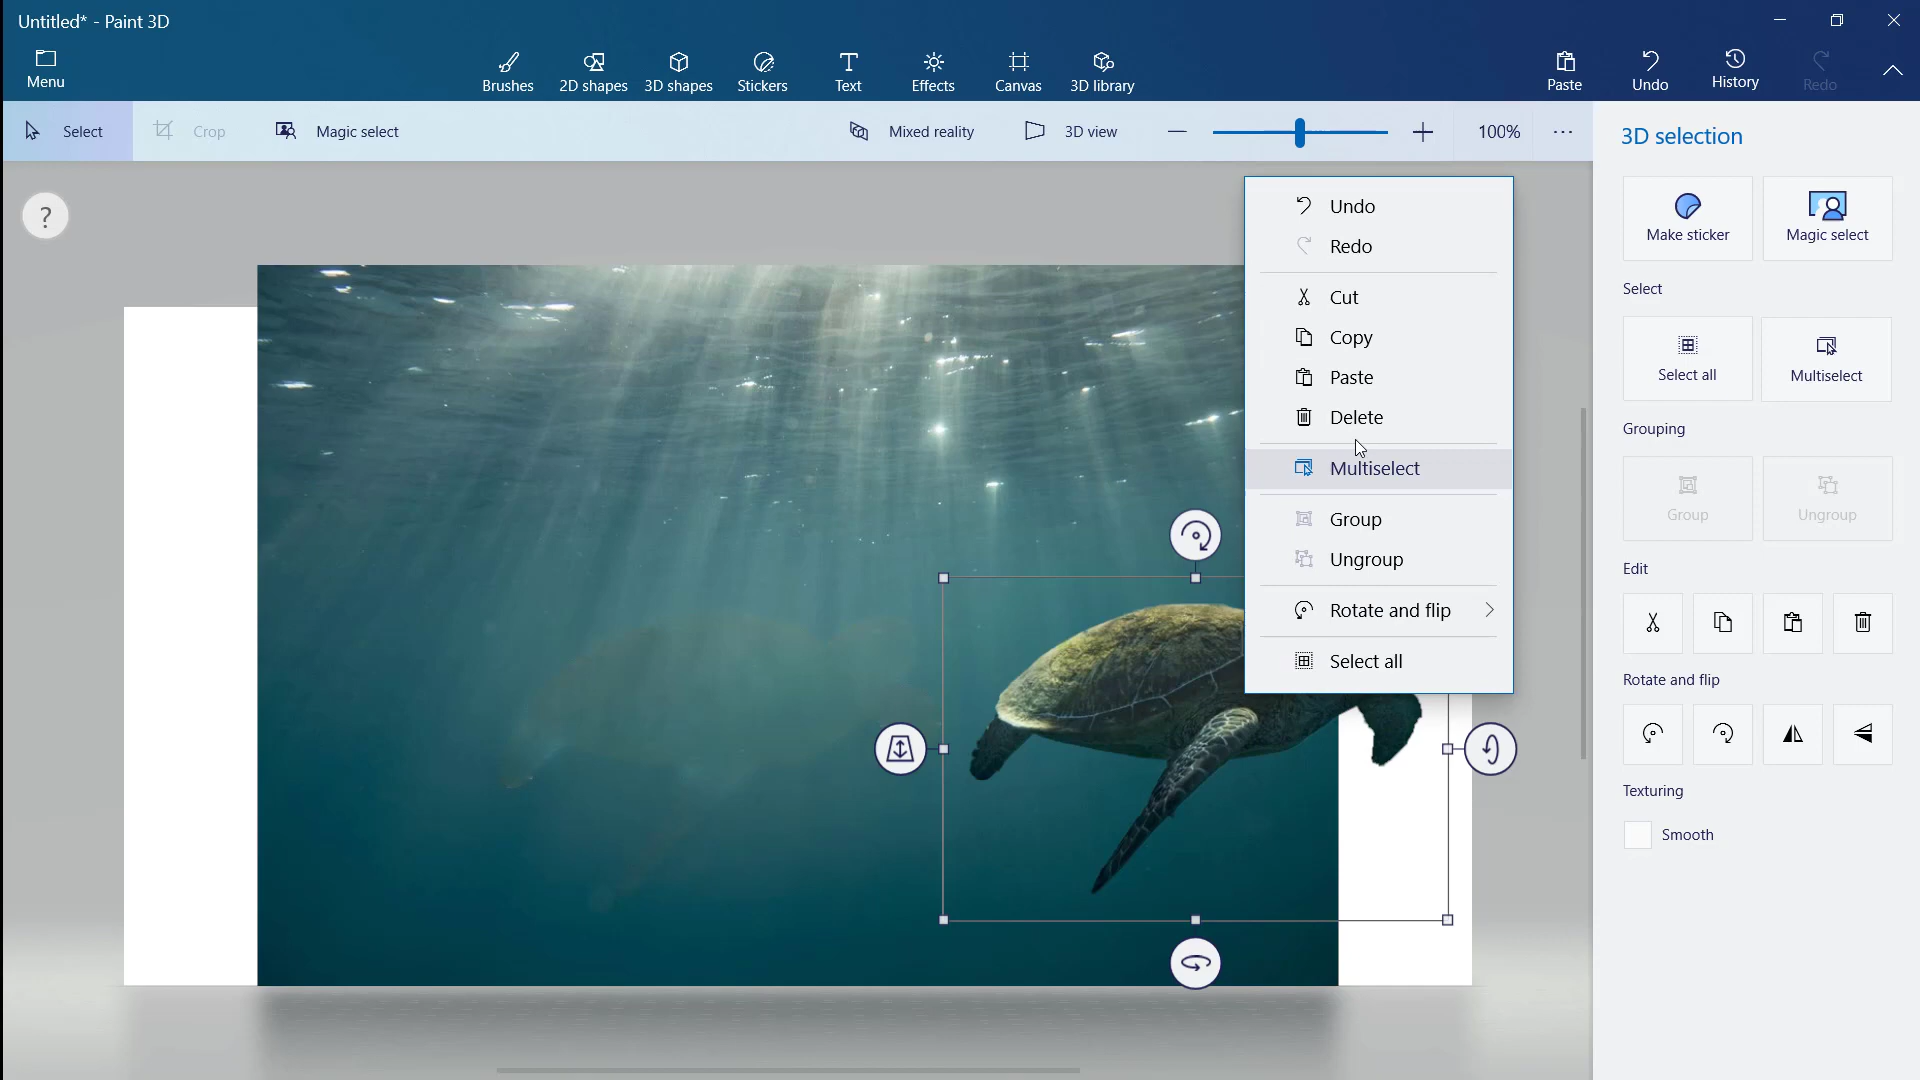 Untitled* - Paint 3D
Menu
Brushes
2D shapes
3D shapes
Stickers
Text
Effects
Canvas
3D library
Paste
Undo
History
Redo
Select
Crop
Magic select
Mixed reality
3D view
100%
?
Undo
Redo
Cut
Copy
Paste
Delete
Multiselect
Group
Ungroup
Rotate and flip
Select all
3D selection
Make sticker
Magic select
Select
Select all
Multiselect
Grouping
Group
Ungroup
Edit
Rotate and flip
Texturing
Smooth